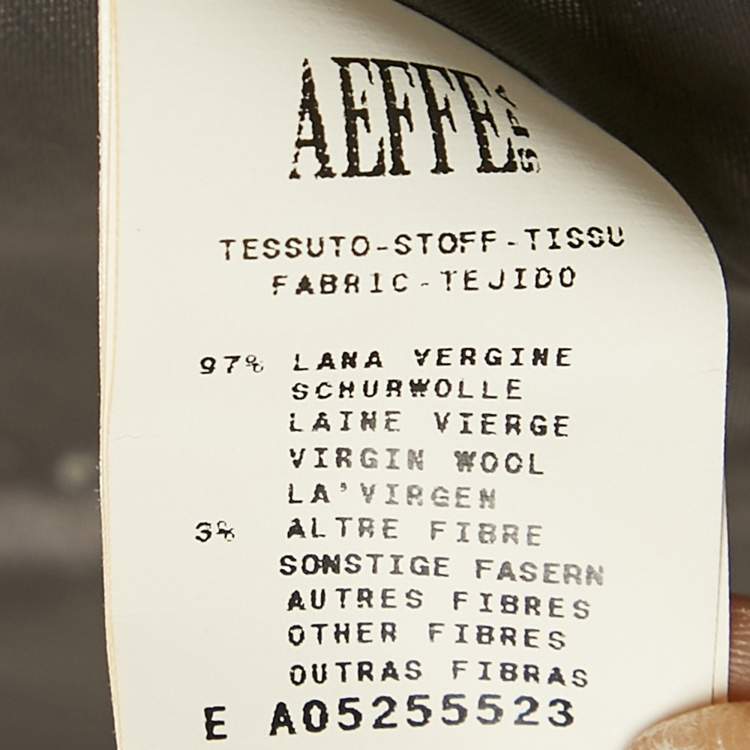 AEFFE SPA
TESSUTO-STOFF-TISSU
FABRIC-TEJIDO
97% LANA VERGINE
SCHURWOLLE
LAINE VIERGE
VIRGIN WOOL
LA'VIRGEN
3% ALTRE FIBRE
SONSTIGE FASERN
AUTRES FIBRES
OTHER FIBRES
OUTRAS FIBRAS
E A05255523